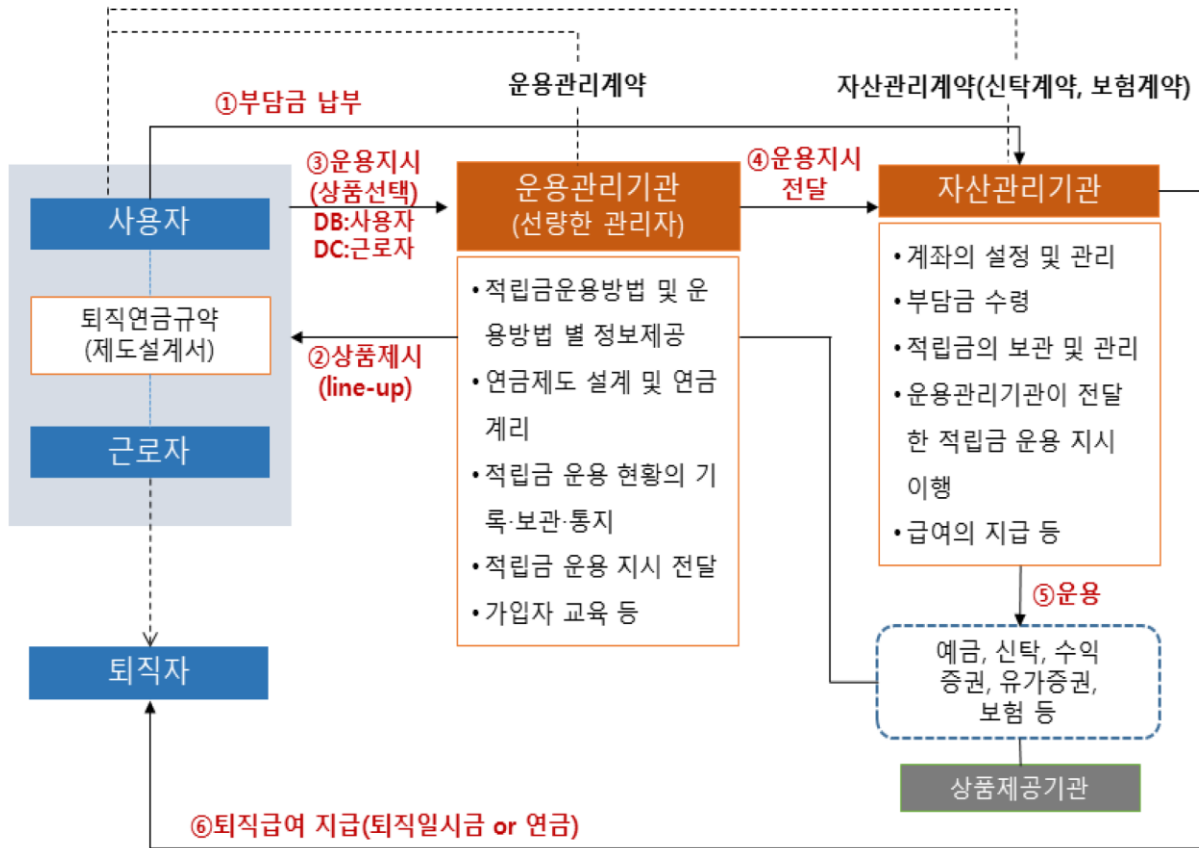 운용관리계약
자산관리계약(신탁계약, 보험계약)
①부담금 납부
사용자
퇴직연금규약
(제도설계서)
근로자
퇴직자
③운용지시
(상품선택)
DB:사용자
DC:근로자
②상품제시
(line-up)
운용관리기관
(선량한 관리자)
•적립금운용방법 및 운
용방법 별 정보제공
•연금제도 설계 및 연금
계리
•적립금 운용 현황의 기
록·보관·통지
•적립금 운용 지시 전달
•가입자 교육 등
④운용지시
전달
자산관리기관
•계좌의 설정 및 관리
•부담금 수령
•적립금의 보관 및 관리
•운용관리기관이 전달
한 적립금 운용 지시
이행
•급여의 지급 등
⑤운용
예금, 신탁, 수익
증권, 유가증권,
보험 등
상품제공기관
⑥퇴직급여 지급(퇴직일시금 or 연금)